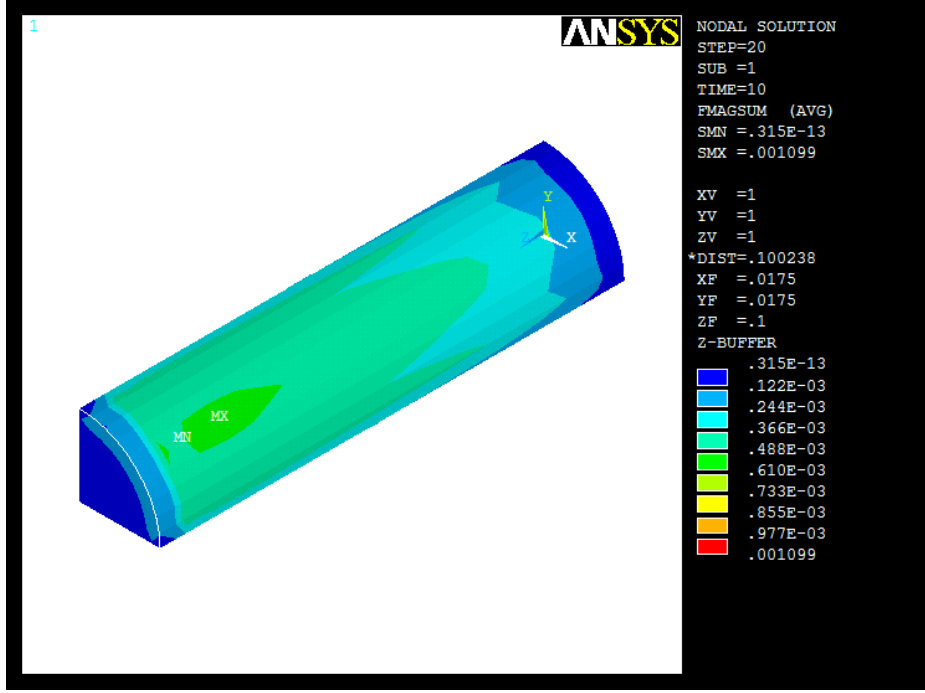 1
ANSYS
NODAL SOLUTION
STEP=20
SUB =1
TIME=10
FMAGSUM (AVG)
SMN =.315E-13
SMX =.001099
XV =1
YV =1
ZV =1
*DIST=.100238
XF =.0175
YF =.0175
ZF =.1
Z-BUFFER
.315E-13
.122E-03
.244E-03
.366E-03
.488E-03
.610E-03
.733E-03
.855E-03
.977E-03
.001099
Y
Z X
MX
MN